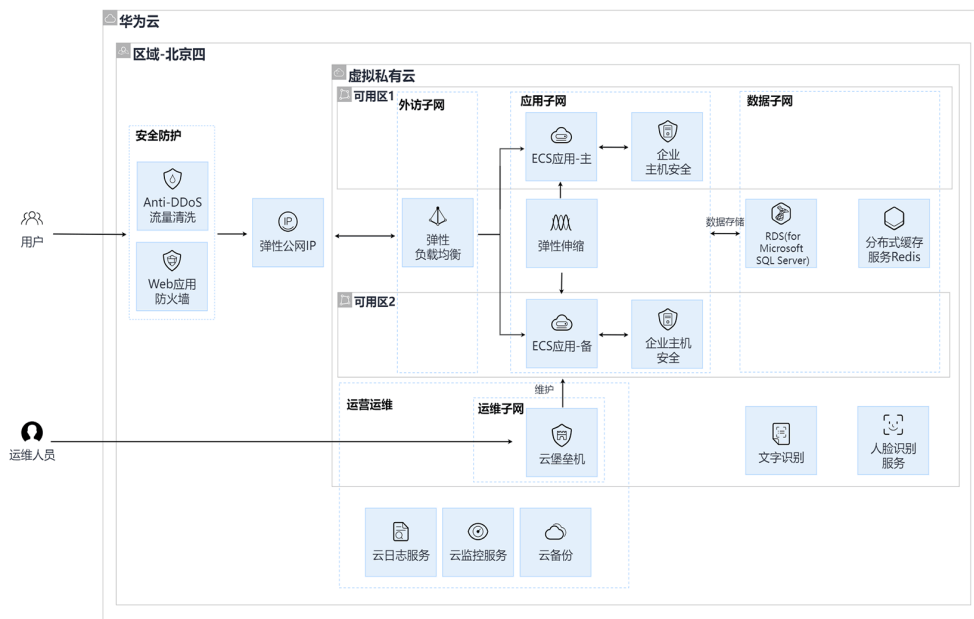 华为云
区域-北京四
虚拟私有云
可用区1
外访子网
应用子网
数据子网
安全防护
Anti-DDoS
流量清洗
Web应用
防火墙
用户
弹性公网IP
弹性
负载均衡
ECS应用-主
企业
主机安全
弹性伸缩
数据存储
RDS(for
Microsoft
SQL Server)
分布式缓存
服务Redis
可用区2
ECS应用-备
企业主机
安全
维护
运营运维
运维子网
云堡垒机
运维人员
文字识别
人脸识别
服务
云日志服务
云监控服务
云备份